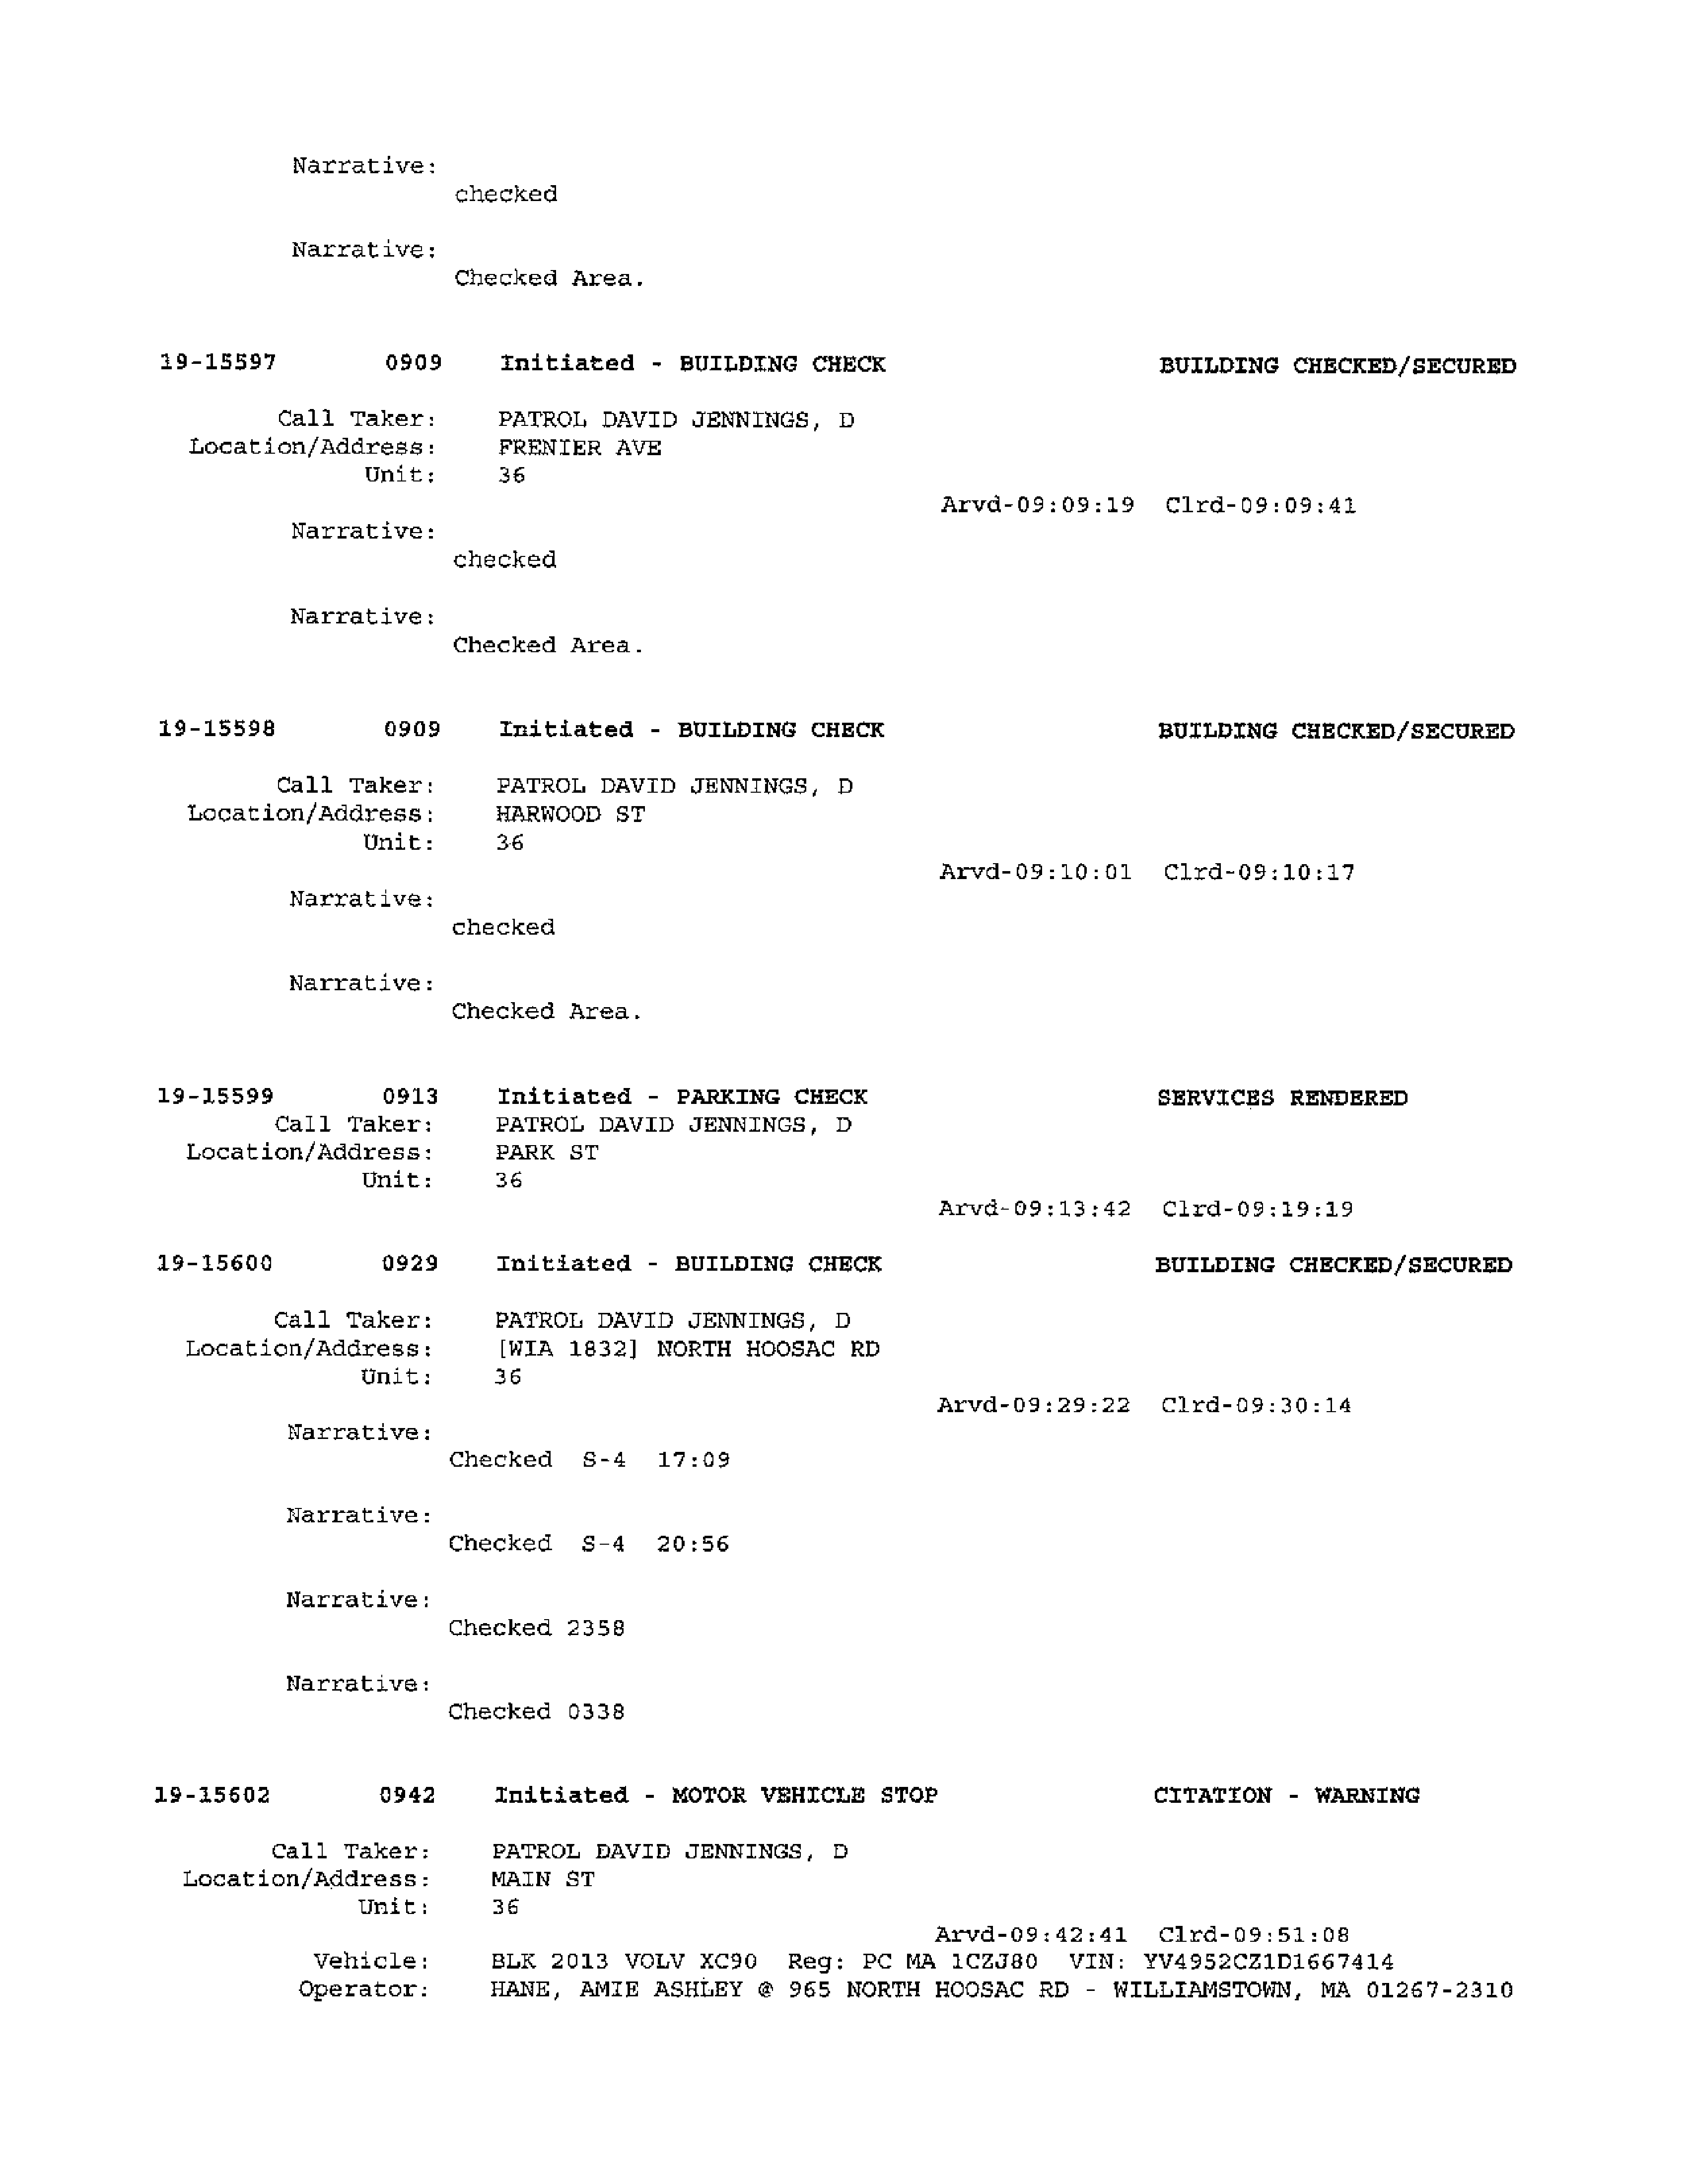 Narrative:
checked
Narrative:
Checked Area.
19-15597 0909 Initiated - BUILDING CHECK BUILDING CHECKED/SECURED
Call Taker: PATROL DAVID JENNINGS, D
Location/Address: FRENIER AVE
Unit: 36
Arvd-09:09:19 Clrd-09:09:41
Narrative:
checked
Narrative:
Checked Area.
19-15598 0909 Initiated - BUILDING CHECK BUILDING CHECKED/SECURED
Call Taker: PATROL DAVID JENNINGS, D
Location/Address: HARWOOD ST
Unit: 36
Arvd-09:10:01 Clrd-09:10:17
Narrative:
checked
Narrative:
Checked Area.
19-15599 0913 Initiated - PARKING CHECK SERVICES RENDERED
Call Taker: PATROL DAVID JENNINGS, D
Location/Address: PARK ST
Unit: 36
Arvd-09:13:42 Clrd-09:19:19
19-15600 0929 Initiated - BUILDING CHECK BUILDING CHECKED/SECURED
Call Taker: PATROL DAVID JENNINGS, D
Location/Address: [WIA 1832] NORTH HOOSAC RD
Unit: 36
Arvd-09:29:22 Clrd-09:30:14
Narrative:
Checked S-4 17:09
Narrative:
Checked S-4 20:56
Narrative:
Checked 2358
Narrative:
Checked 0338
19-15602 0942 Initiated - MOTOR VEHICLE STOP CITATION - WARNING
Call Taker: PATROL DAVID JENNINGS, D
Location/Address: MAIN ST
Unit: 36
Arvd-09:42:41 Clrd-09:51:08
Vehicle: BLK 2013 VOLV XC90 Reg: PC MA 1CZJ80 VIN: YV4952CZ1D1667414
Operator: HANE, AMIE ASHLEY @ 965 NORTH HOOSAC RD - WILLIAMSTOWN, MA 01267-2310